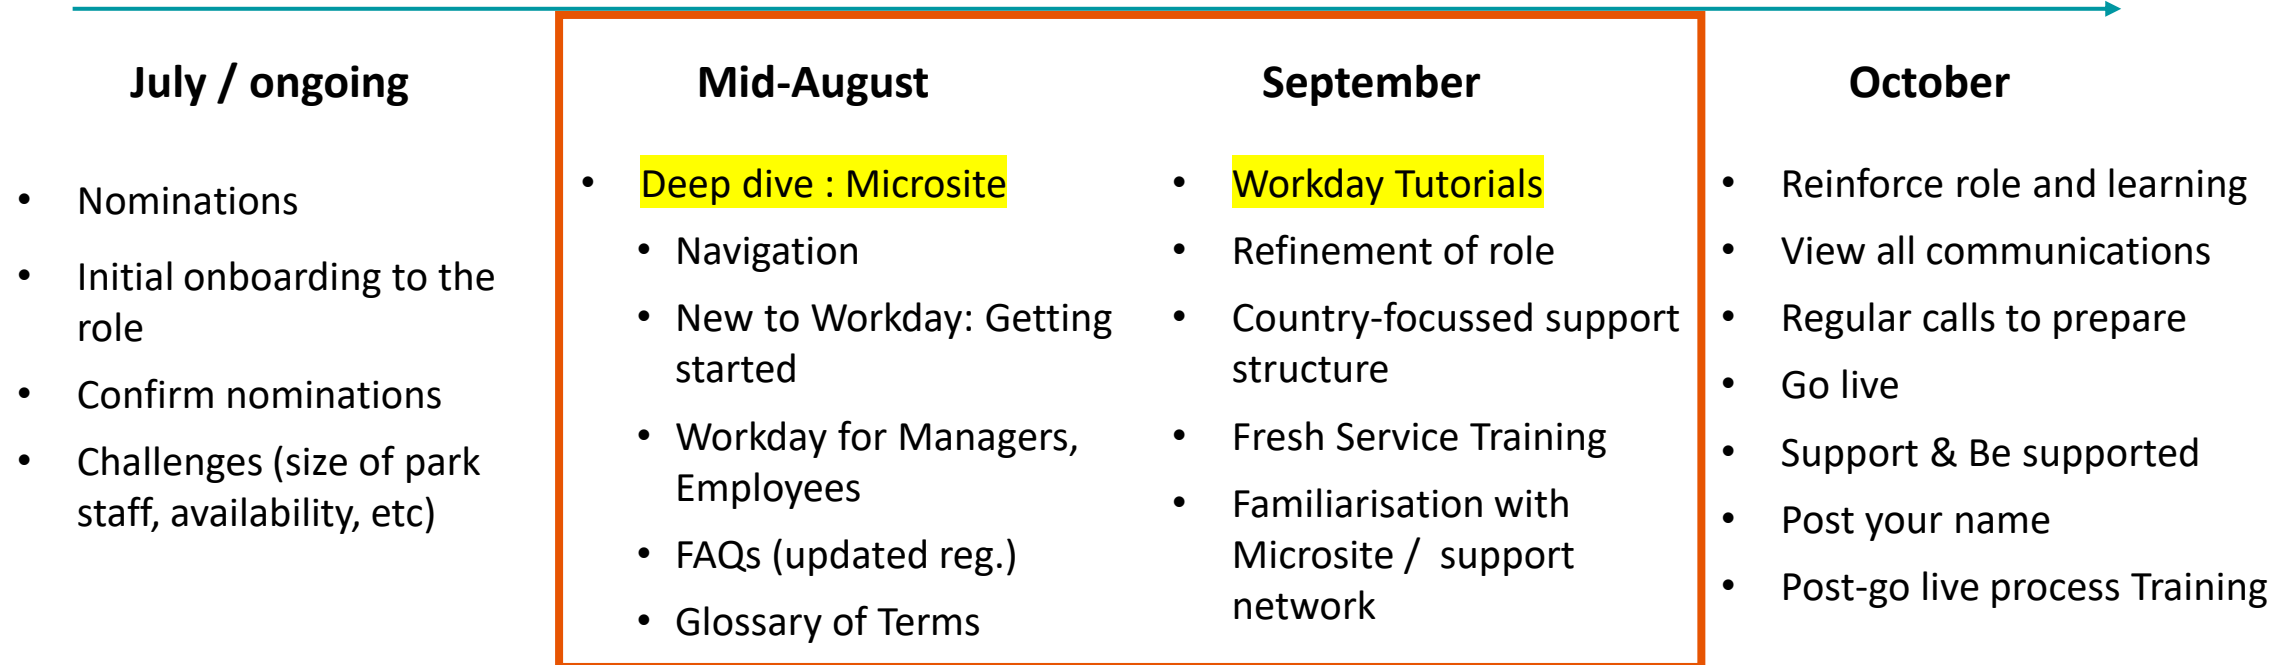 July / ongoing
• Nominations
• Initial onboarding to the
role
• Confirm nominations
• Challenges (size of park
staff, availability, etc)
Mid-August
• Deep dive : Microsite
• Navigation
• New to Workday: Getting
started
• Workday for Managers,
Employees
• FAQs (updated reg.)
• Glossary of Terms
September
• Workday Tutorials
• Refinement of role
• Country-focussed support
structure
• Fresh Service Training
• Familiarisation with
Microsite /  support
network
October
• Reinforce role and learning
• View all communications
• Regular calls to prepare
• Go live
• Support & Be supported
• Post your name
• Post-go live process Training